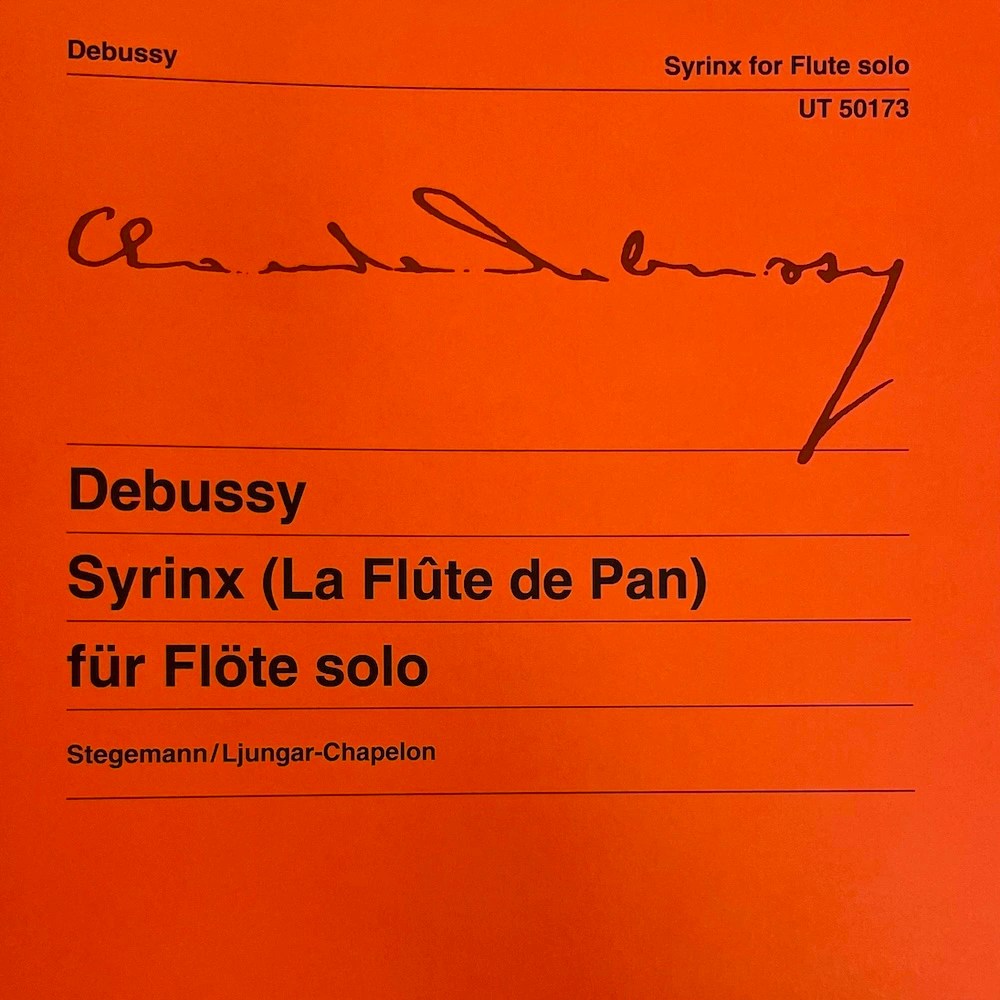 Debussy
Syrinx for Flute solo
UT 50173
Claude Debussy
Debussy
Syrinx (La Flûte de Pan)
für Flöte solo
Stegemann/Ljungar-Chapelon